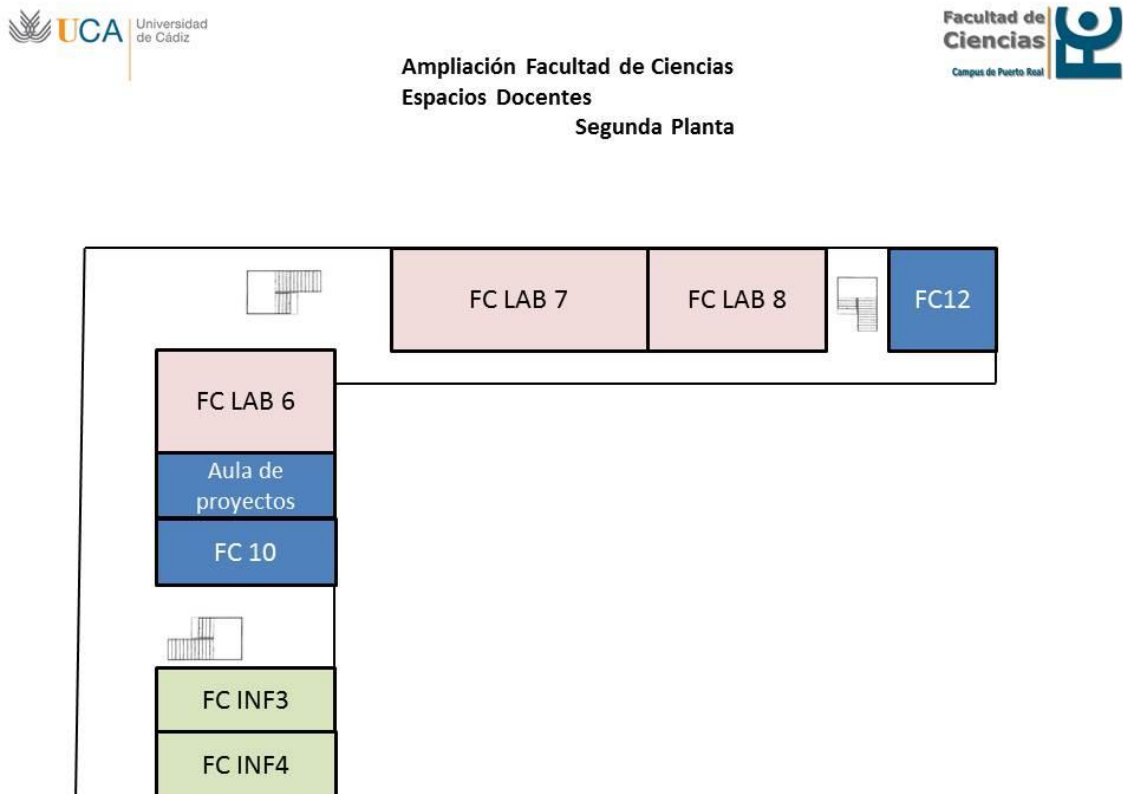 UCA
Universidad
de Cádiz
Facultad de
Ciencias
Campus de Puerto Real
FC
Ampliación Facultad de Ciencias
Espacios Docentes
Segunda Planta
FC LAB 7
FC LAB 8
FC12
FC LAB 6
Aula de
proyectos
FC 10
FC INF3
FC INF4